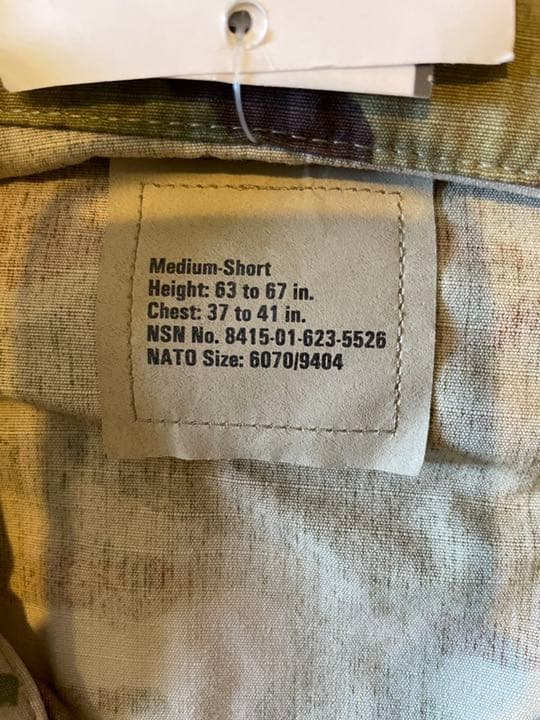 Medium-Short
Height: 63 to 67 in.
Chest: 37 to 41 in.
NSN No. 8415-01-623-5526
NATO Size: 6070/9404